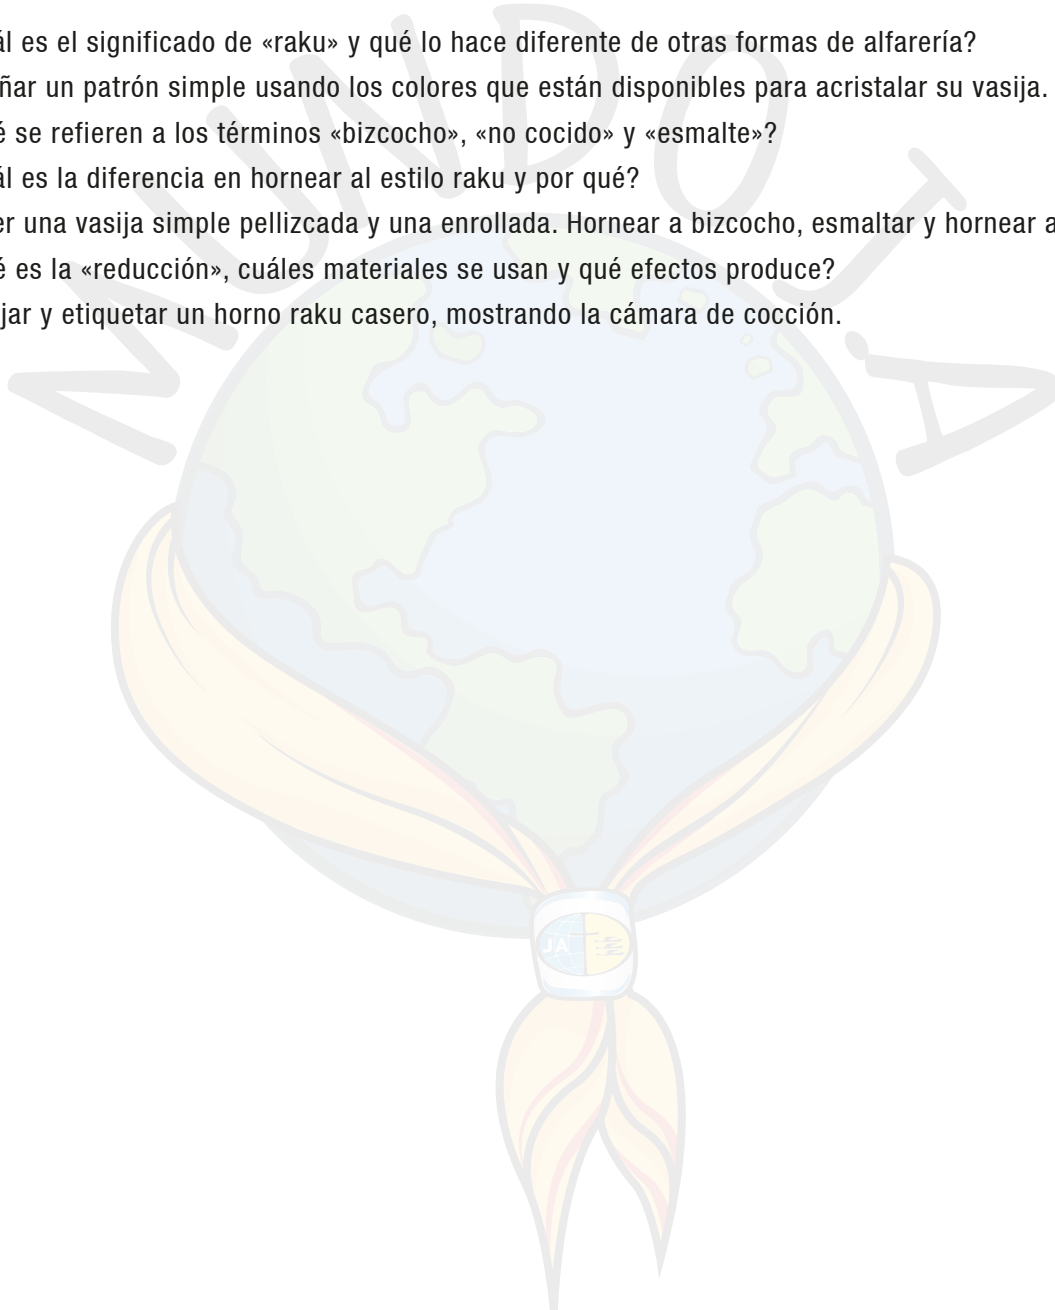 ál es el significado de «raku» y qué lo hace diferente de otras formas de alfarería?
ñar un patrón simple usando los colores que están disponibles para acristalar su vasija.
é se refieren a los términos «bizcocho», «no cocido» y «esmalte»?
ál es la diferencia en hornear al estilo raku y por qué?
er una vasija simple pellizcada y una enrollada. Hornear a bizcocho, esmaltar y hornear a
é es la «reducción», cuáles materiales se usan y qué efectos produce?
jar y etiquetar un horno raku casero, mostrando la cámara de cocción.
MUNDO JA
JA